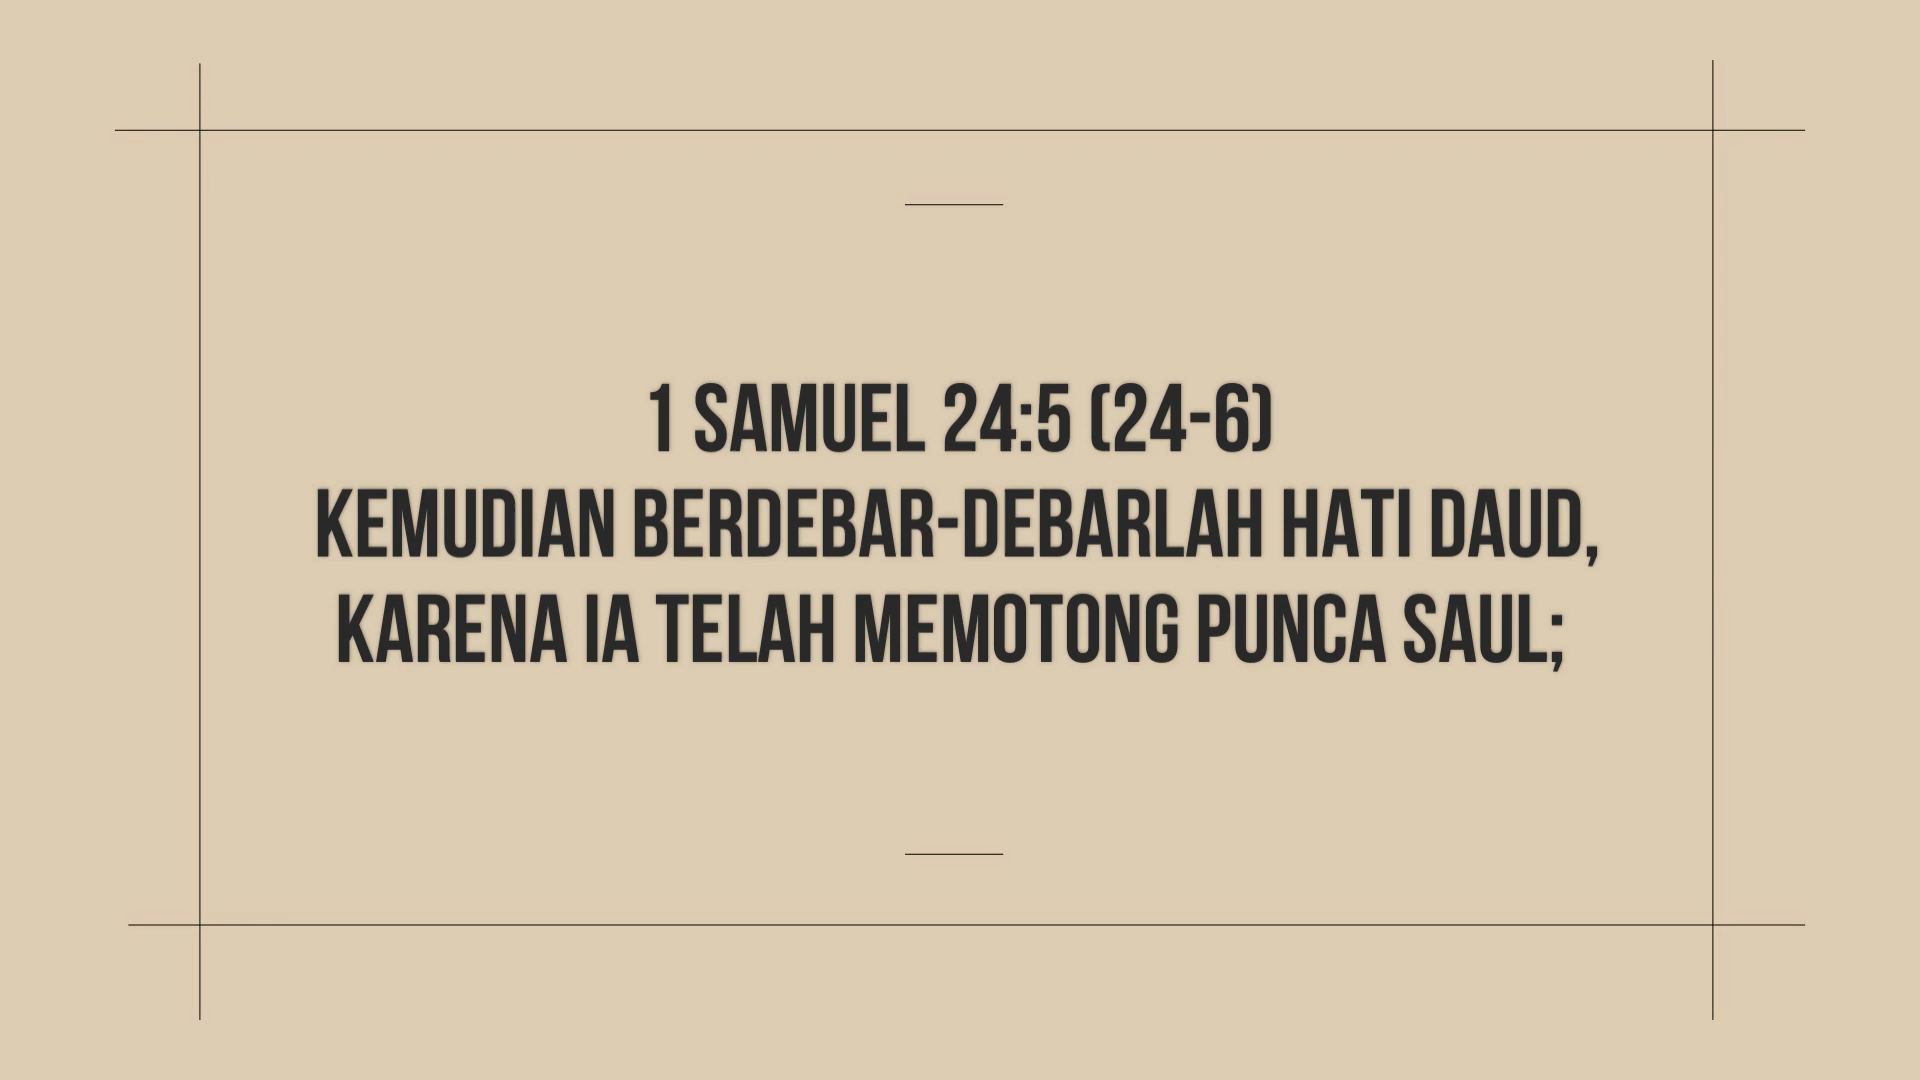 1 SAMUEL 24:5 (24-6)
KEMUDIAN BERDEBAR-DEBARLAH HATI DAUD,
KARENA IA TELAH MEMOTONG PUNCA SAUL;